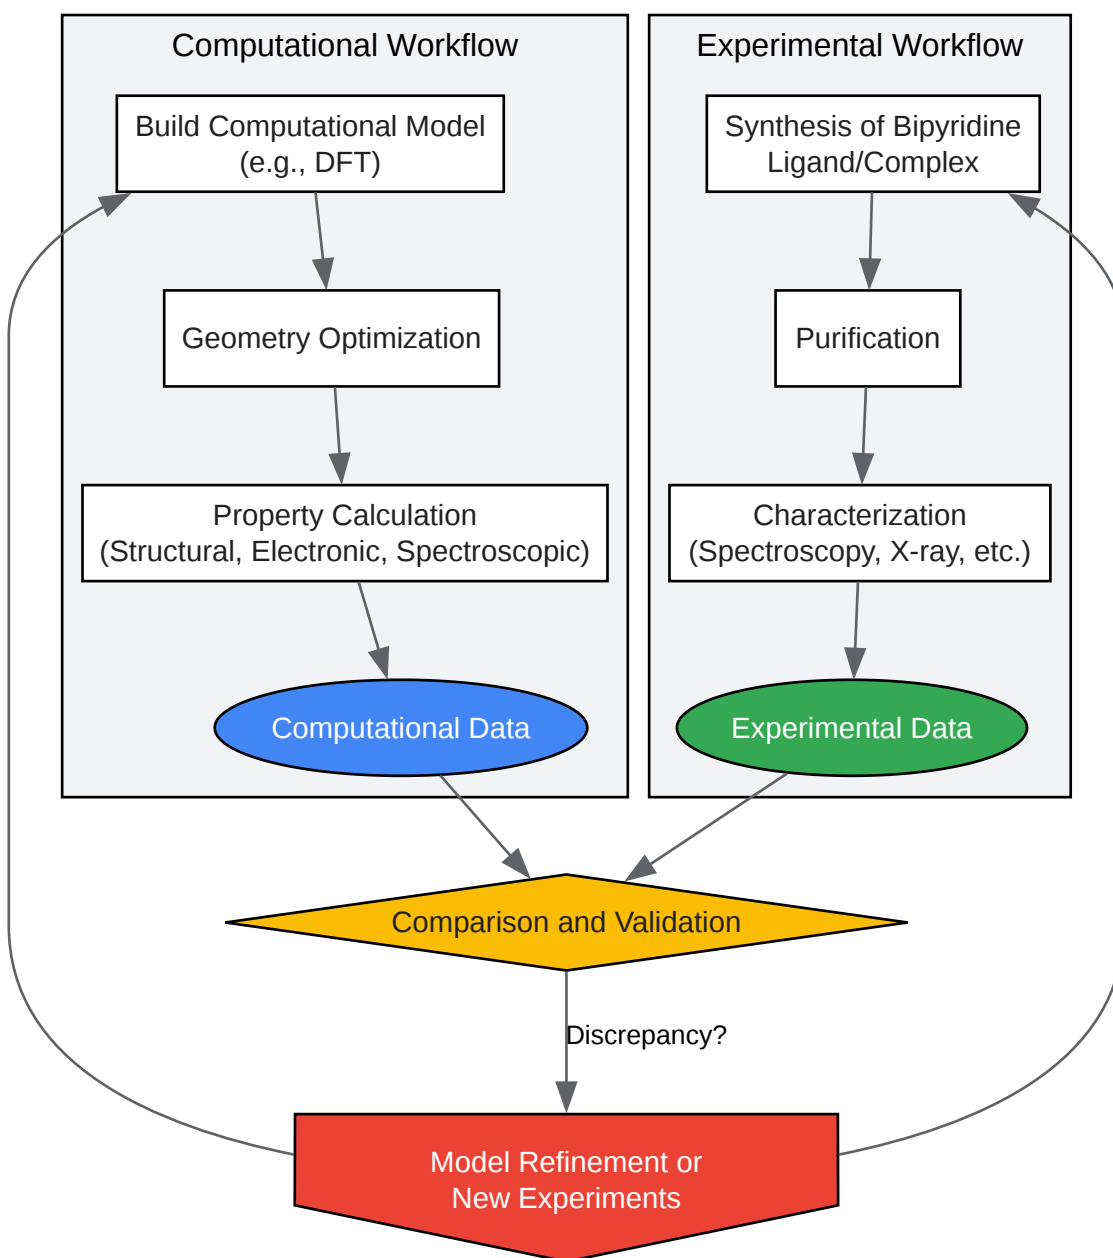 Computational Workflow
Build Computational Model
(e.g., DFT)
Geometry Optimization
Property Calculation
(Structural, Electronic, Spectroscopic)
Computational Data
Experimental Workflow
Synthesis of Bipyridine
Ligand/Complex
Purification
Characterization
(Spectroscopy, X-ray, etc.)
Experimental Data
Comparison and Validation
Discrepancy?
Model Refinement or
New Experiments